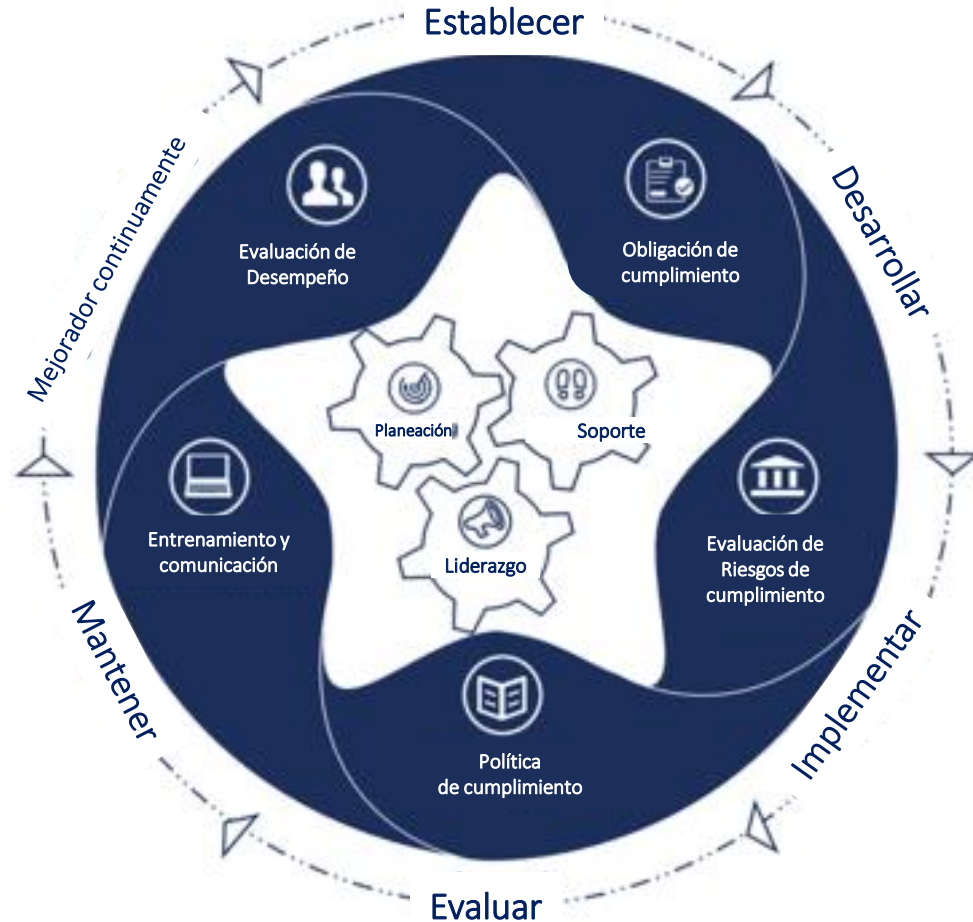 Establecer
Desarrollar
Implementar
Evaluar
Mantener
Mejorador continuamente
Evaluación de
Desempeño
Obligación de
cumplimiento
Evaluación de
Riesgos de
cumplimiento
Política
de cumplimiento
Entrenamiento y
comunicación
Planeación
Soporte
Liderazgo